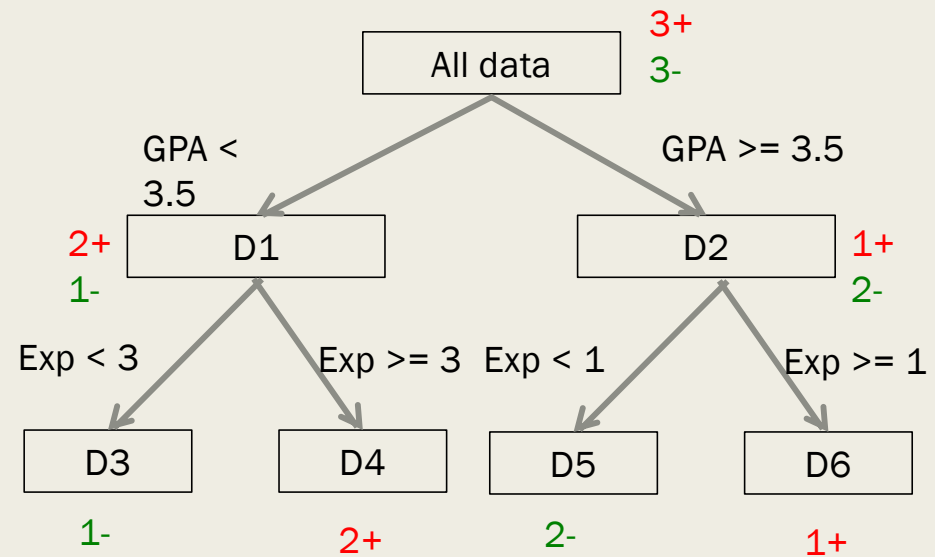 3+
All data
3-
GPA <
3.5
GPA >= 3.5
2+
D1
1-
D2
1+
2-
Exp < 3
Exp >= 3
Exp < 1
Exp >= 1
D3
D4
D5
D6
1-
2+
2-
1+